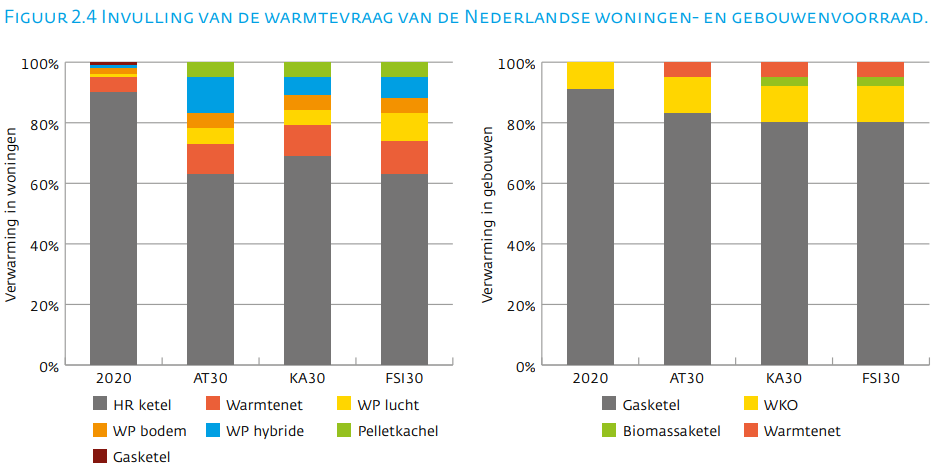 Figuur 2.4 Invulling van de warmtevraag van de Nederlandse woningen- en gebouwenvoorraad.
Verwarming in woningen
100%
80%
60%
40%
20%
0%
2020 AT30 KA30 FSI30
HR ketel Warmtenet WP lucht
WP bodem WP hybride Pelletkachel
Gasketel
Verwarming in gebouwen
100%
80%
60%
40%
20%
0%
2020 AT30 KA30 FSI30
Gasketel WKO
Biomassaketel Warmtenet